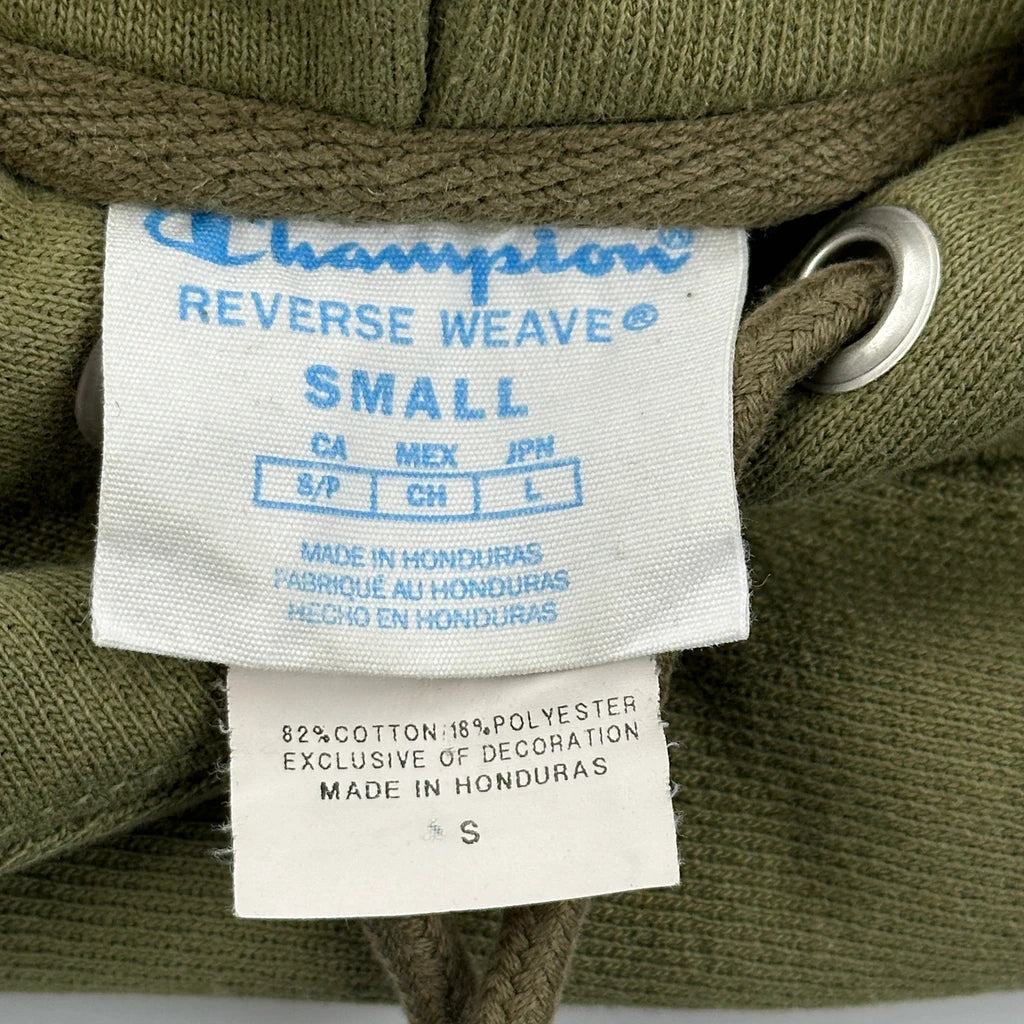 Champion®
REVERSE WEAVE®
SMALL
CA MEX JPN
S/P CH L
MADE IN HONDURAS
FABRIQUÉ AU HONDURAS
HECHO EN HONDURAS
82% COTTON/18% POLYESTER
EXCLUSIVE OF DECORATION
MADE IN HONDURAS
S